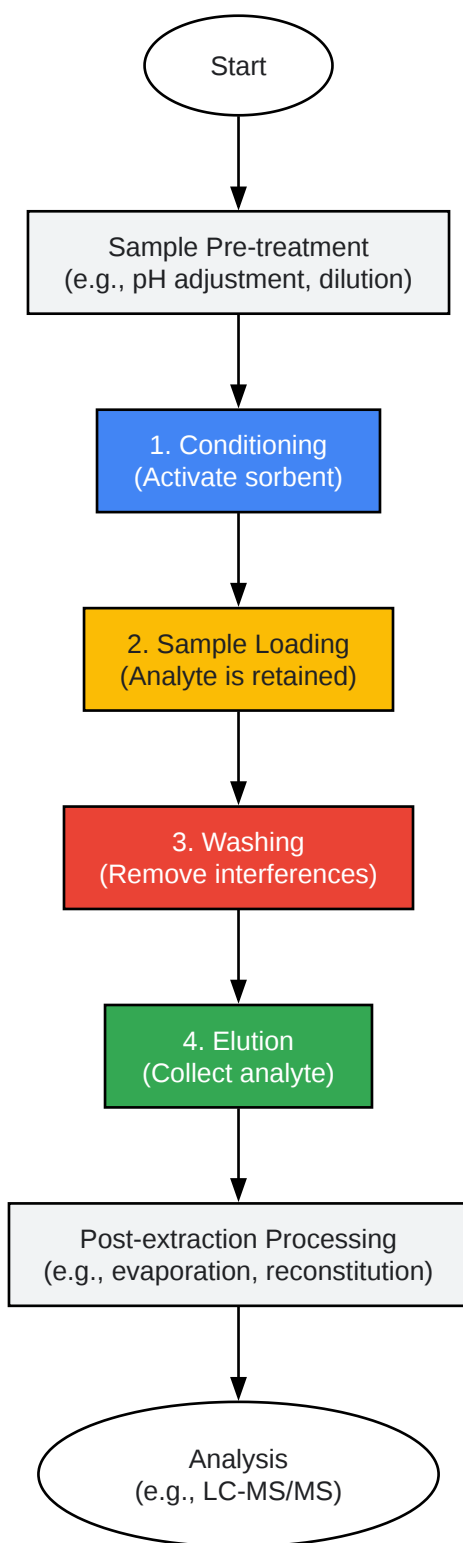 Start
Sample Pre-treatment
(e.g., pH adjustment, dilution)
1. Conditioning
(Activate sorbent)
2. Sample Loading
(Analyte is retained)
3. Washing
(Remove interferences)
4. Elution
(Collect analyte)
Post-extraction Processing
(e.g., evaporation, reconstitution)
Analysis
(e.g., LC-MS/MS)